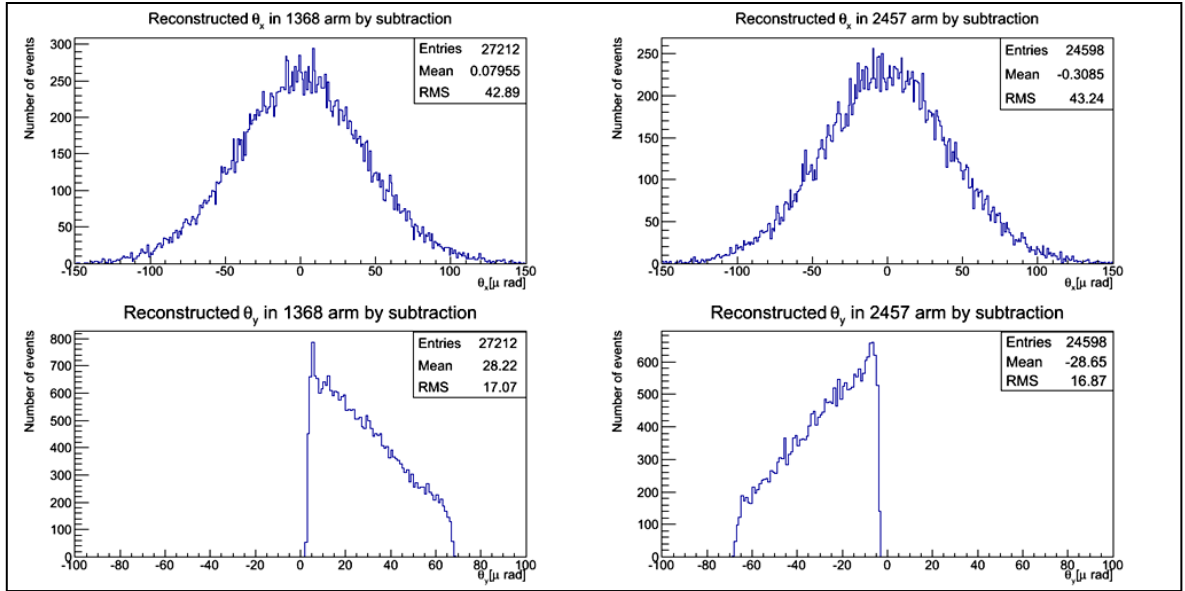 Reconstructed θx in 1368 arm by subtraction
Number of events
300
250
200
150
100
50
0
Entries 27212
Mean 0.07955
RMS 42.89
-150 -100 -50 0 50 100 150
θx[μ rad]
Reconstructed θx in 2457 arm by subtraction
Number of events
250
200
150
100
50
0
Entries 24598
Mean -0.3085
RMS 43.24
-150 -100 -50 0 50 100 150
θx[μ rad]
Reconstructed θy in 1368 arm by subtraction
Number of events
800
700
600
500
400
300
200
100
0
Entries 27212
Mean 28.22
RMS 17.07
-100 -80 -60 -40 -20 0 20 40 60 80 100
θy[μ rad]
Reconstructed θy in 2457 arm by subtraction
Number of events
600
500
400
300
200
100
0
Entries 24598
Mean -28.65
RMS 16.87
-100 -80 -60 -40 -20 0 20 40 60 80 100
θy[μ rad]